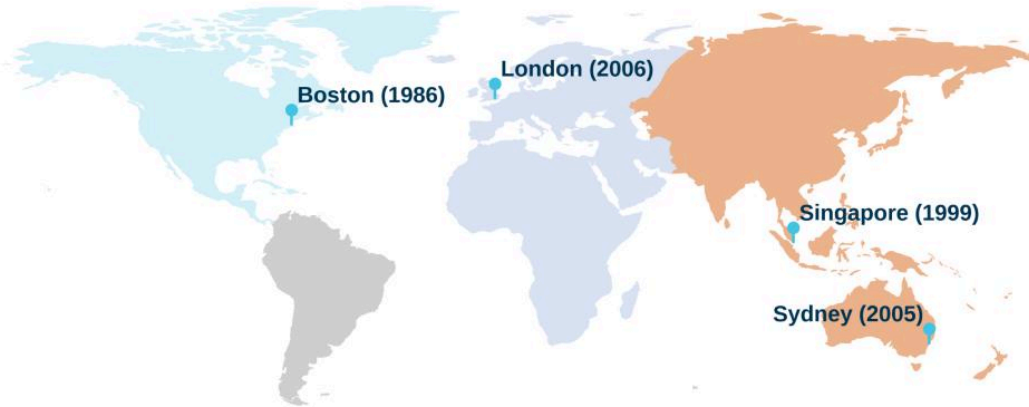 London (2006)
Boston (1986)
Singapore (1999)
Sydney (2005)